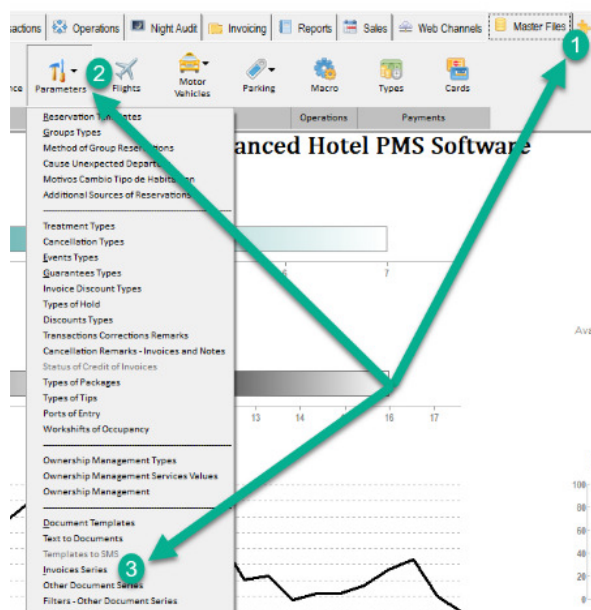 actions Operations Night Audit Invoicing Reports Sales Web Channels Master Files
1
2
nce Parameters Flights Motor Vehicles Parking Macro Types Cards
Operations Payments
anced Hotel PMS Software
Reservation
Groups Types
Method of Group Reservations
Cause Unexpected
Motivos Cambio Tipo de
Additional Sources of Reservations
Treatment Types
Cancellation Types
Events Types
Guarantees Types
Invoice Discount Types
Types of Hold
Discounts Types
Transactions Corrections Remarks
Cancellation Remarks - Invoices and Notes
Status of Credit of Invoices
Types of Packages
Types of Tips
Ports of Entry
Workshifts of Occupancy
Ownership Management Types
Ownership Management Services Values
Ownership Management
Document Templates
Text to Documents
Templates to SMS
Invoices Series
3
Other Document Series
Filters - Other Document Series
7
13 14 15 16 17
Ave
100
80
60
40
20
0